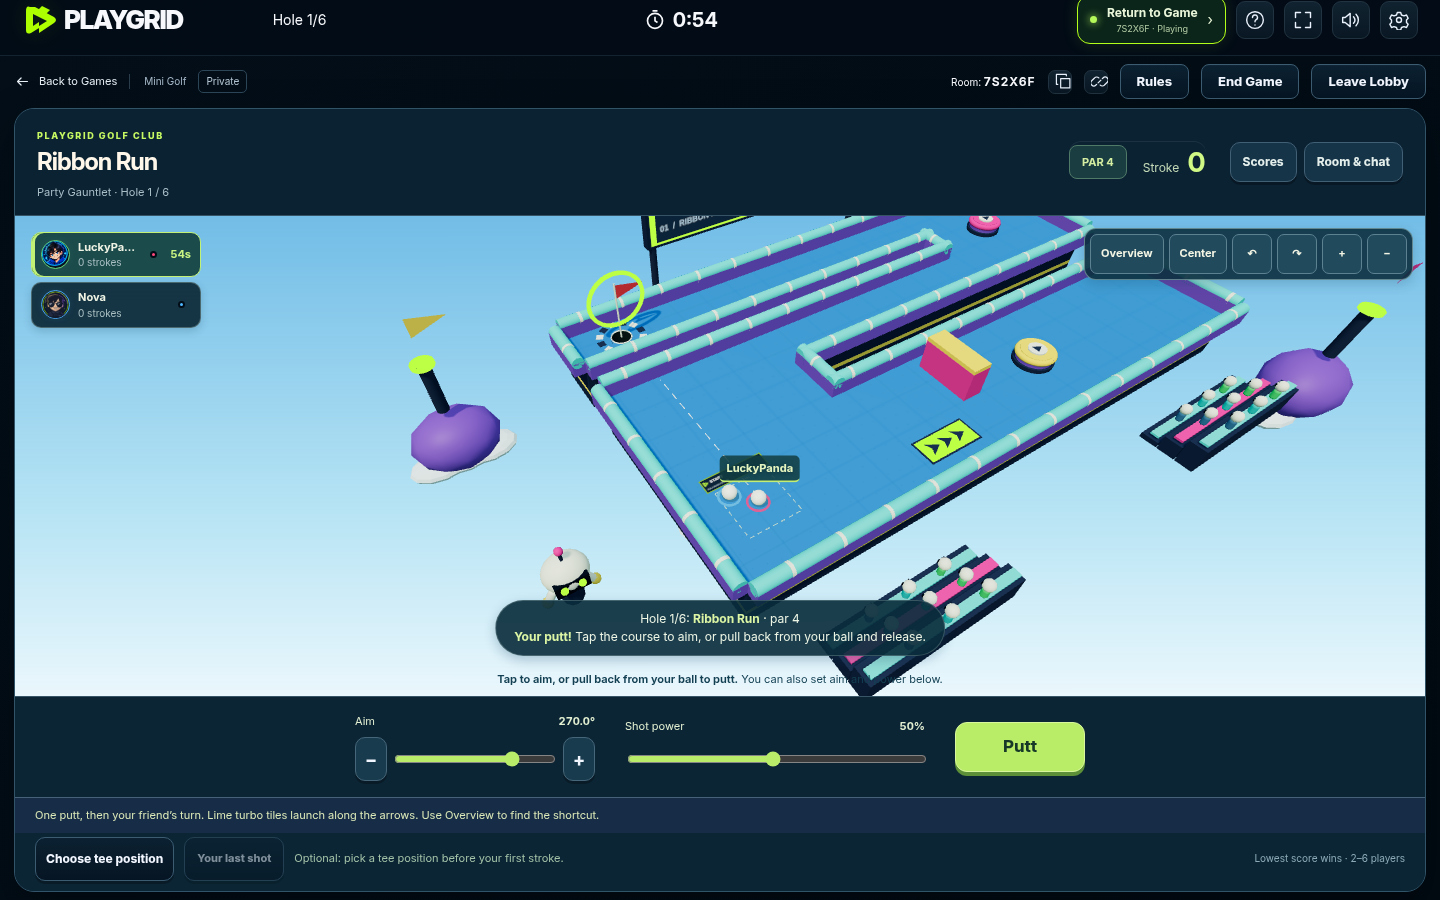 PLAYGRID
Hole 1/6
0:54
Return to Game
7S2X6F · Playing
Back to Games
Mini Golf
Private
Room: 7S2X6F
Rules
End Game
Leave Lobby
PLAYGRID GOLF CLUB
Ribbon Run
Party Gauntlet · Hole 1 / 6
PAR 4
Stroke 0
Scores
Room & chat
LuckyPa...
0 strokes
54s
Nova
0 strokes
01 / RIBBON
Overview
Center
LuckyPanda
Hole 1/6: Ribbon Run · par 4
Your putt! Tap the course to aim, or pull back from your ball and release.
Tap to aim, or pull back from your ball to putt. You can also set aim and power below.
Aim
270.0°
Shot power
50%
Putt
One putt, then your friend’s turn. Lime turbo tiles launch along the arrows. Use Overview to find the shortcut.
Choose tee position
Your last shot
Optional: pick a tee position before your first stroke.
Lowest score wins · 2–6 players